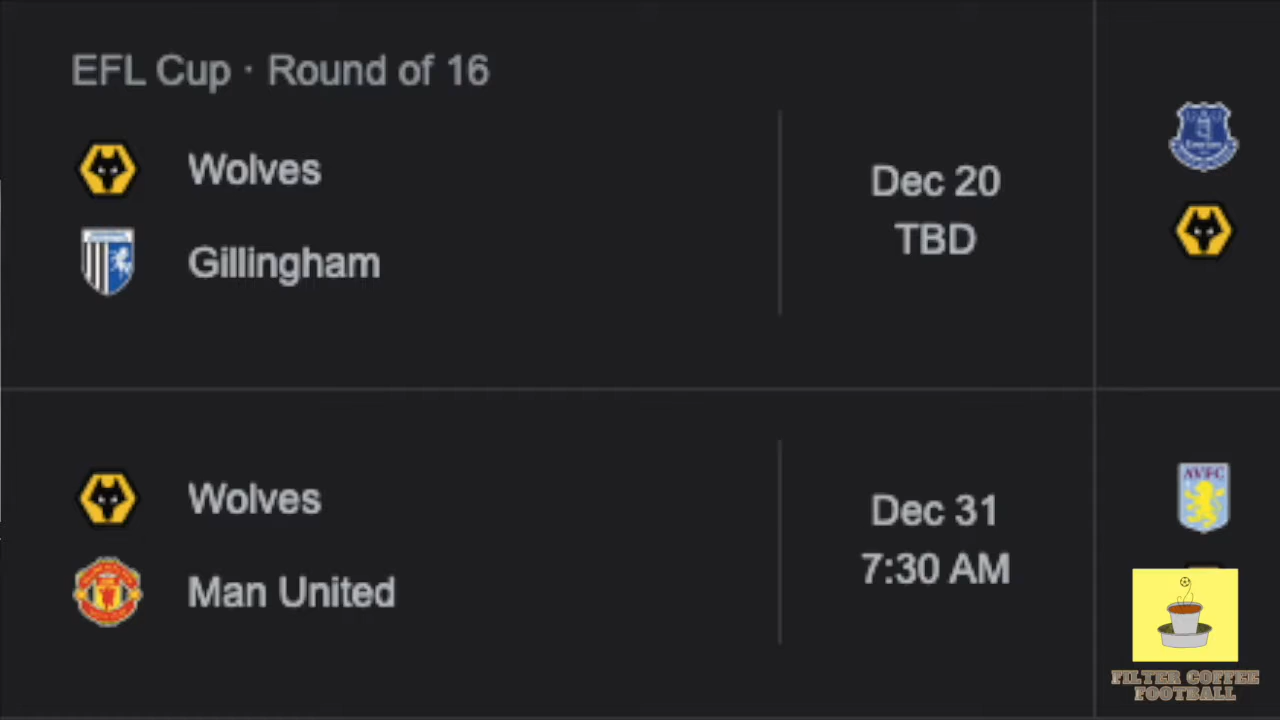 EFL Cup · Round of 16
Wolves
Gillingham
Dec 20
TBD
Wolves
Man United
Dec 31
7:30 AM
AVFC
FILTER COFFEE
FOOTBALL